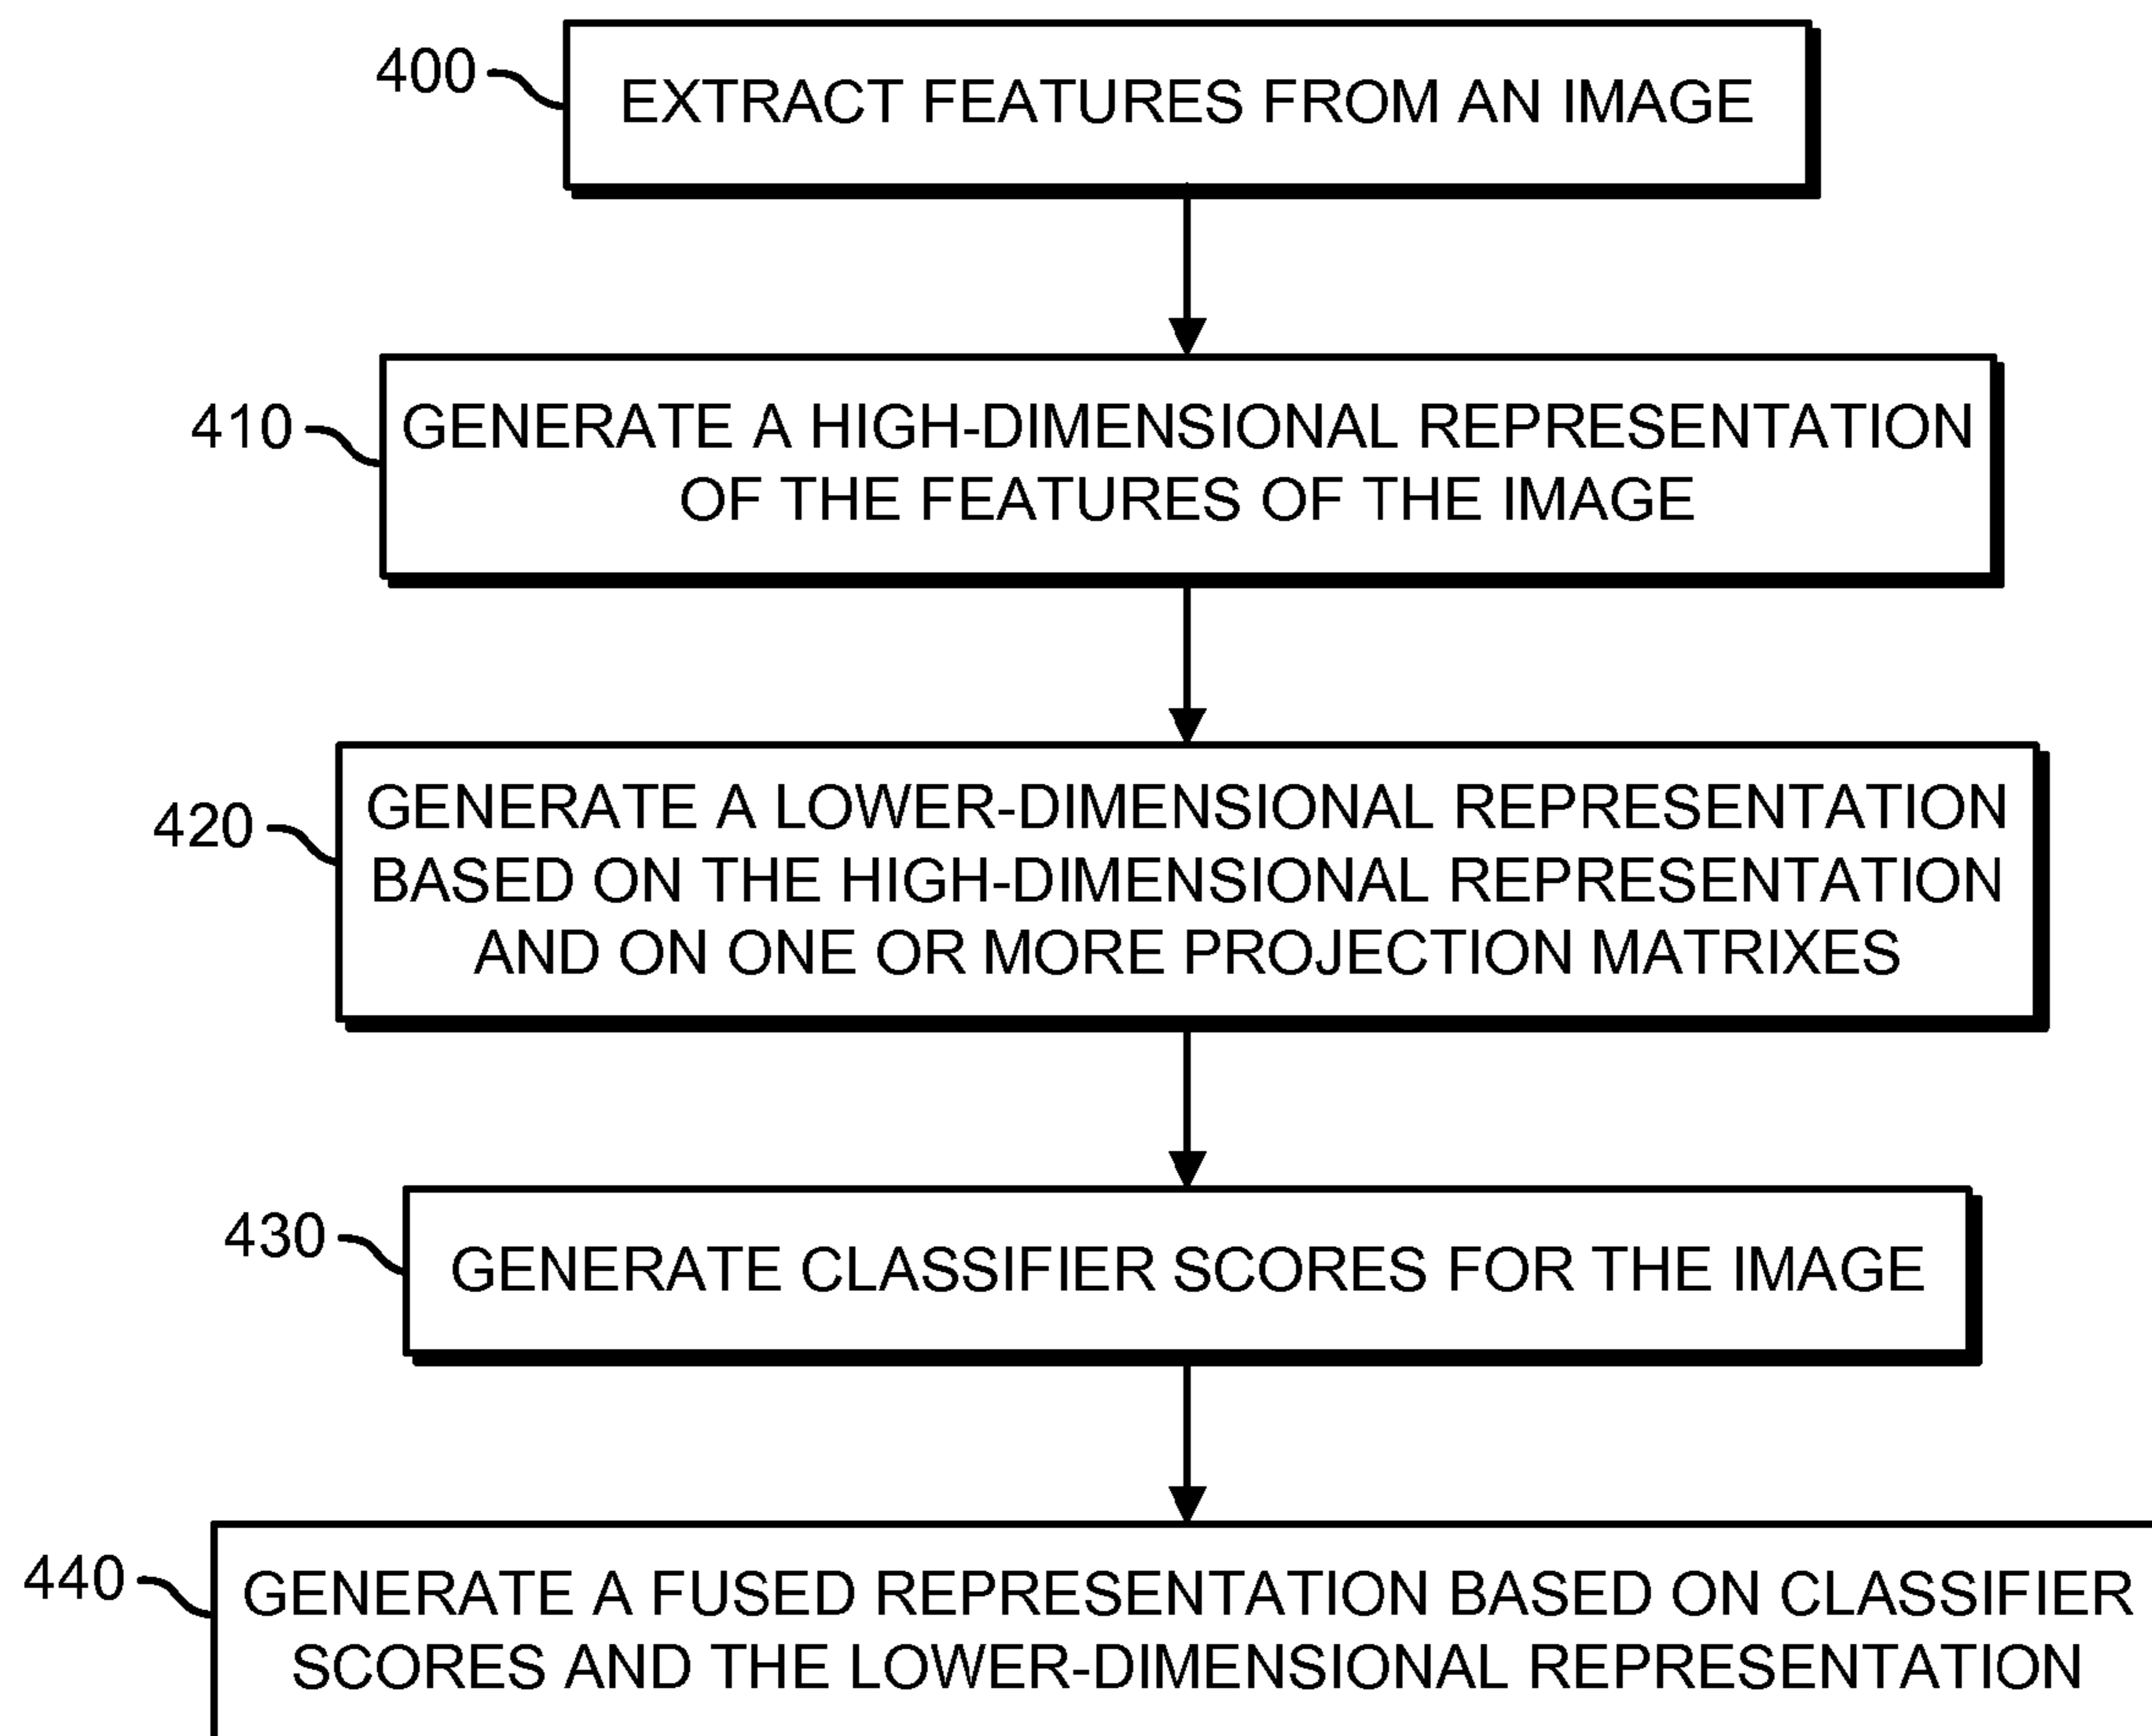 400
EXTRACT FEATURES FROM AN IMAGE
410
GENERATE A HIGH-DIMENSIONAL REPRESENTATION
OF THE FEATURES OF THE IMAGE
420
GENERATE A LOWER-DIMENSIONAL REPRESENTATION
BASED ON THE HIGH-DIMENSIONAL REPRESENTATION
AND ON ONE OR MORE PROJECTION MATRIXES
430
GENERATE CLASSIFIER SCORES FOR THE IMAGE
440
GENERATE A FUSED REPRESENTATION BASED ON CLASSIFIER
SCORES AND THE LOWER-DIMENSIONAL REPRESENTATION